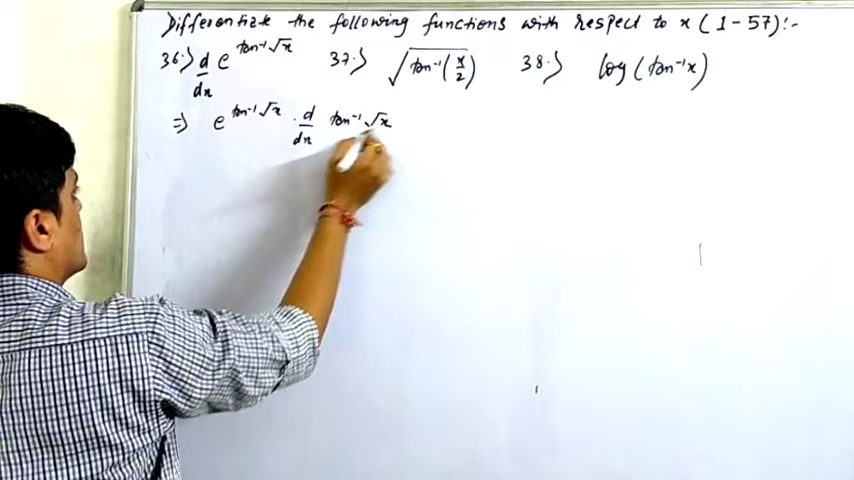 Differentiate the following functions with respect to x (1-57):-
36.> d/dx e^tan⁻¹√x 37.> √tan⁻¹(x/2) 38.> log(tan⁻¹x)
⇒ e^tan⁻¹√x . d/dx tan⁻¹√x